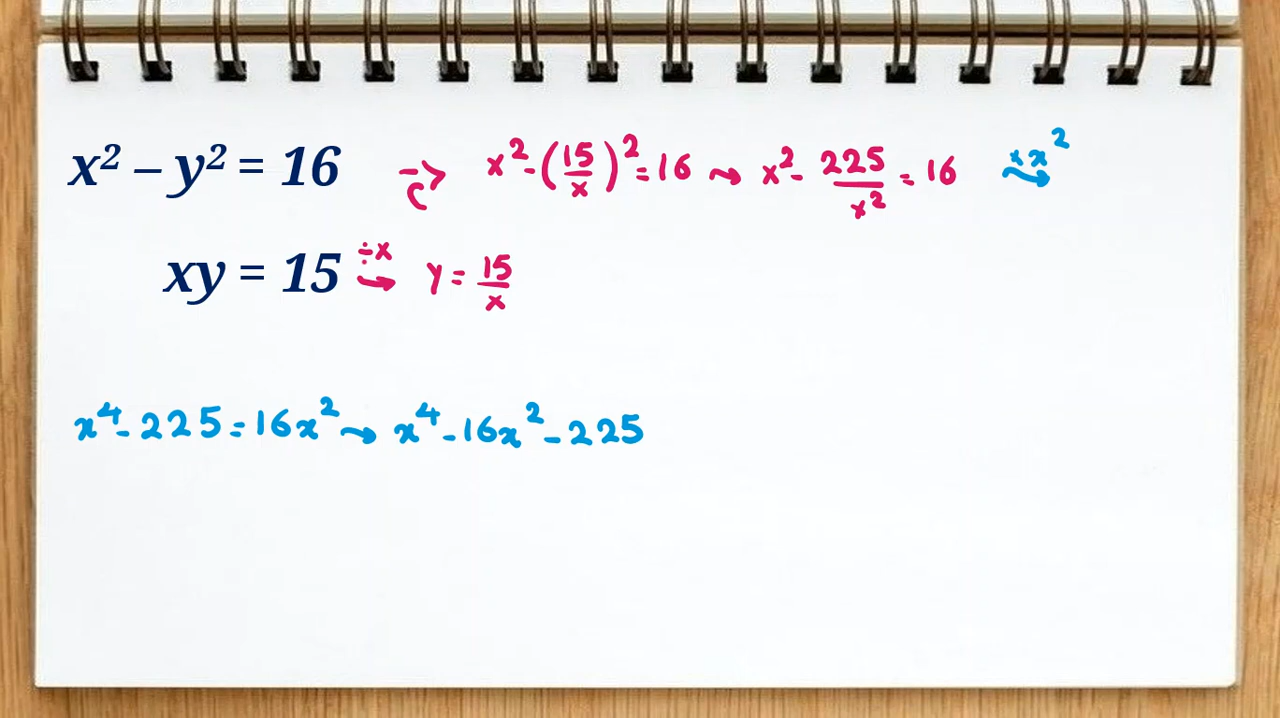 x² – y² = 16 → x² - (15/x)² = 16 ⇝ x² - 225/x² = 16 ×x² ⇝
xy = 15 ÷x → y = 15/x
x⁴ - 225 = 16x² ⇝ x⁴ - 16x² - 225